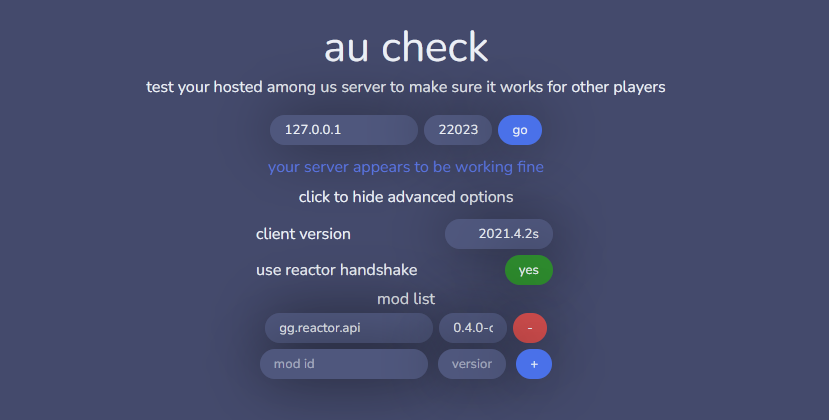 au check
test your hosted among us server to make sure it works for other players
127.0.0.1 22023 go
your server appears to be working fine
click to hide advanced options
client version 2021.4.2s
use reactor handshake yes
mod list
gg.reactor.api 0.4.0-c -
mod id version +